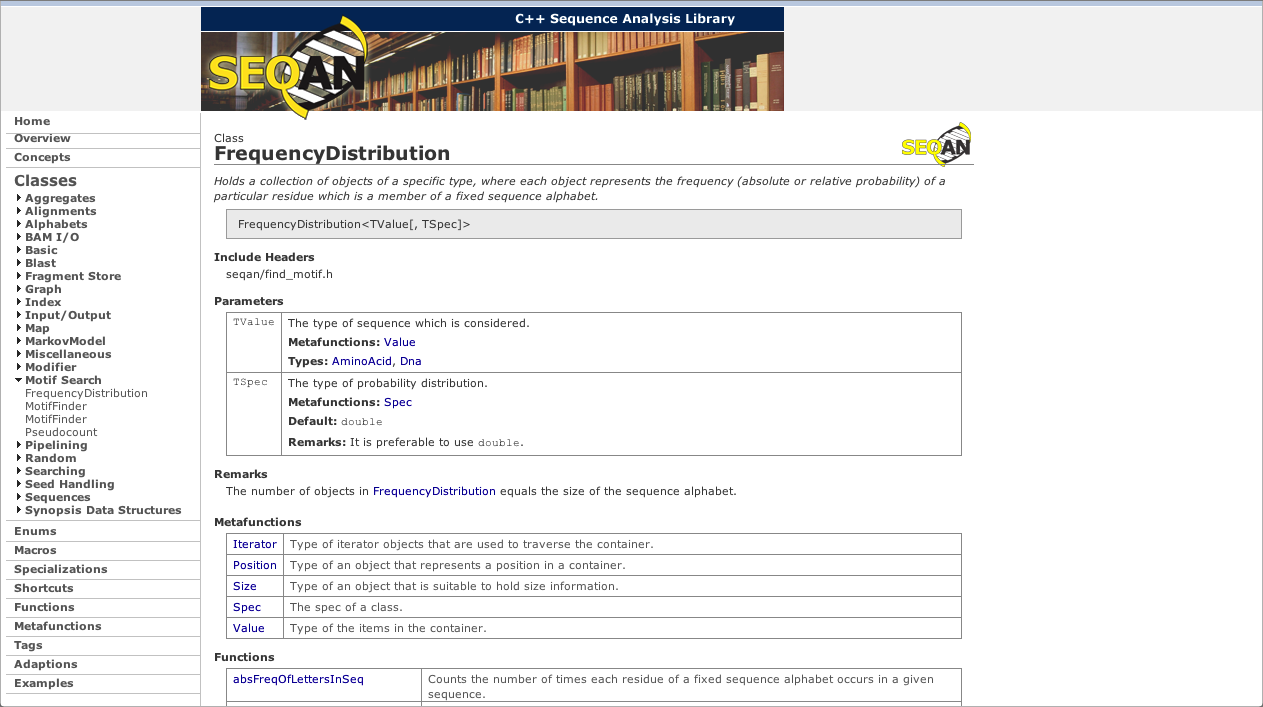 C++ Sequence Analysis Library
SEQAN
Home
Overview
Concepts
Classes
Aggregates
Alignments
Alphabets
BAM I/O
Basic
Blast
Fragment Store
Graph
Index
Input/Output
Map
MarkovModel
Miscellaneous
Modifier
Motif Search
FrequencyDistribution
MotifFinder
MotifFinder
Pseudocount
Pipelining
Random
Searching
Seed Handling
Sequences
Synopsis Data Structures
Enums
Macros
Specializations
Shortcuts
Functions
Metafunctions
Tags
Adaptions
Examples
Class
FrequencyDistribution
SEQAN
Holds a collection of objects of a specific type, where each object represents the frequency (absolute or relative probability) of a
particular residue which is a member of a fixed sequence alphabet.
FrequencyDistribution<TValue[, TSpec]>
Include Headers
seqan/find_motif.h
Parameters
TValue The type of sequence which is considered.
Metafunctions: Value
Types: AminoAcid, Dna
TSpec The type of probability distribution.
Metafunctions: Spec
Default: double
Remarks: It is preferable to use double.
Remarks
The number of objects in FrequencyDistribution equals the size of the sequence alphabet.
Metafunctions
Iterator Type of iterator objects that are used to traverse the container.
Position Type of an object that represents a position in a container.
Size Type of an object that is suitable to hold size information.
Spec The spec of a class.
Value Type of the items in the container.
Functions
absFreqOfLettersInSeq Counts the number of times each residue of a fixed sequence alphabet occurs in a given
sequence.